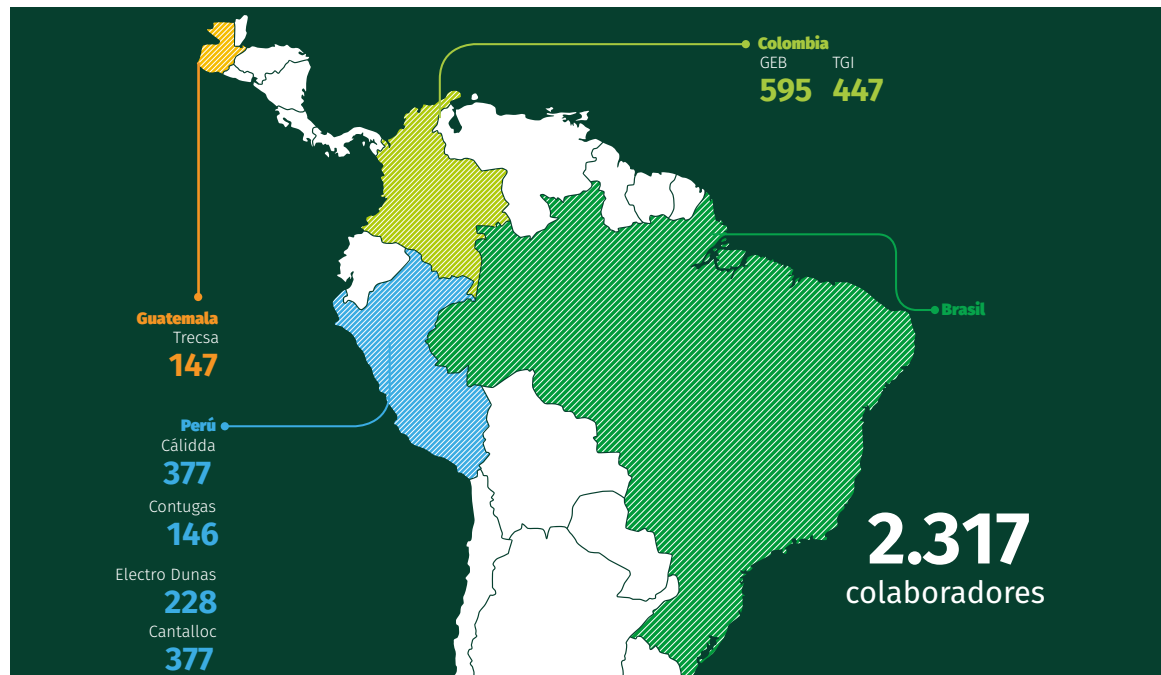 Colombia
GEB TGI
595 447
Brasil
Guatemala
Trecsa
147
Perú
Cálidda
377
Contugas
146
Electro Dunas
228
Cantalloc
377
2.317
colaboradores